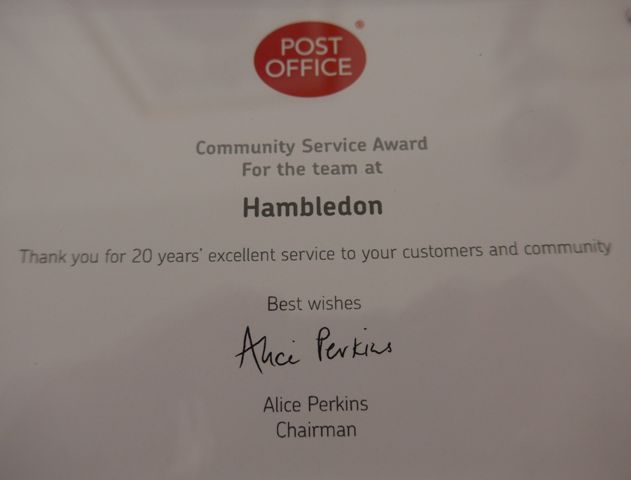 POST
OFFICE
Community Service Award
For the team at
Hambledon
Thank you for 20 years' excellent service to your customers and community
Best wishes
Alice Perkins
Alice Perkins
Chairman